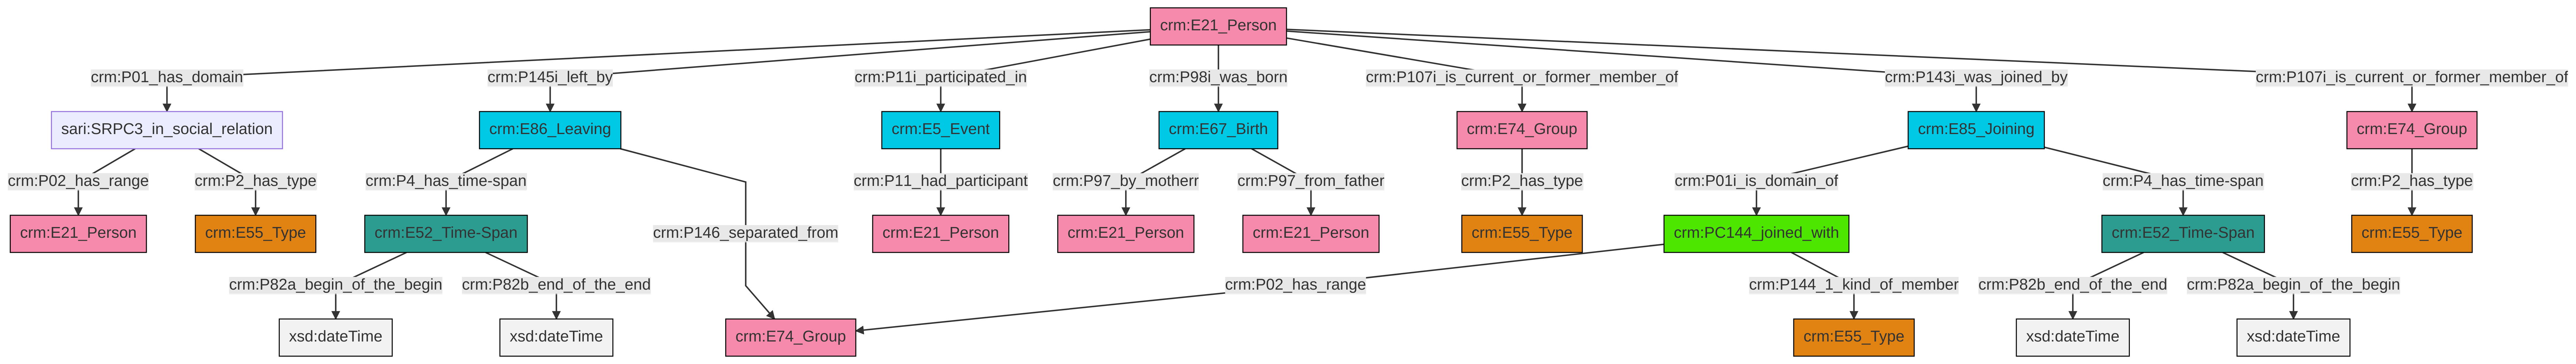 crm:E21_Person
crm:P01_has_domain
crm:P145i_left_by
crm:P11i_participated_in
crm:P98i_was_born
crm:P107i_is_current_or_former_member_of
crm:P143i_was_joined_by
crm:P107i_is_current_or_former_member_of
sari:SRPC3_in_social_relation
crm:E86_Leaving
crm:E5_Event
crm:E67_Birth
crm:E74_Group
crm:E85_Joining
crm:E74_Group
crm:P02_has_range
crm:P2_has_type
crm:P4_has_time-span
crm:P11_had_participant
crm:P97_by_motherr
crm:P97_from_father
crm:P2_has_type
crm:P01i_is_domain_of
crm:P4_has_time-span
crm:P2_has_type
crm:E21_Person
crm:E55_Type
crm:E52_Time-Span
crm:P146_separated_from
crm:E21_Person
crm:E21_Person
crm:E21_Person
crm:E55_Type
crm:PC144_joined_with
crm:E52_Time-Span
crm:E55_Type
crm:P82a_begin_of_the_begin
crm:P82b_end_of_the_end
crm:P02_has_range
crm:P144_1_kind_of_member
crm:P82b_end_of_the_end
crm:P82a_begin_of_the_begin
xsd:dateTime
xsd:dateTime
crm:E74_Group
crm:E55_Type
xsd:dateTime
xsd:dateTime